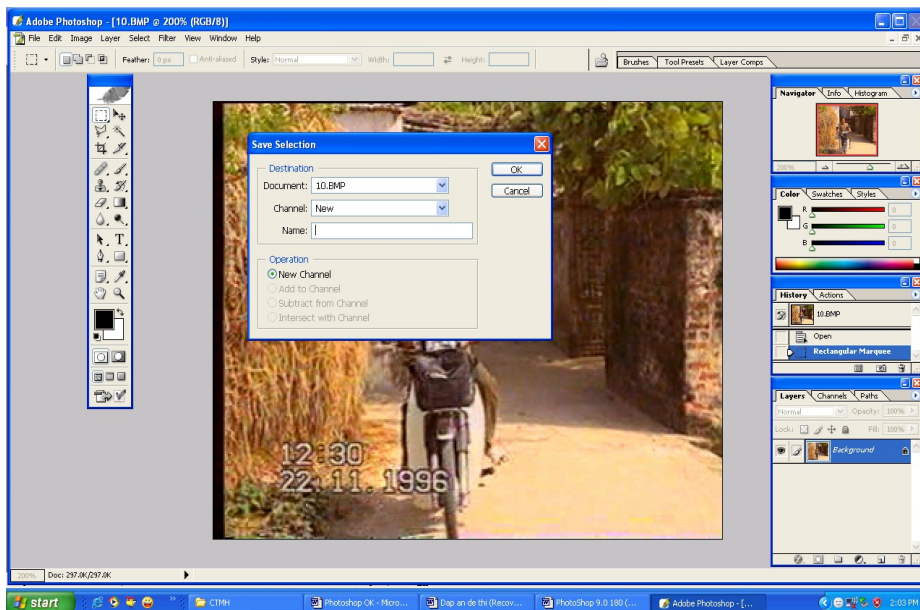 Adobe Photoshop - [10.BMP @ 200% (RGB/8)]
File Edit Image Layer Select Filter View Window Help
Feather: 0 px Anti-aliased Style: Normal Width: Height: Brushes Tool Presets Layer Comps
Navigator Info Histogram
200%
Color Swatches Styles
R 0
G 0
B 0
History Actions
10.BMP
Open
Rectangular Marquee
Layers Channels Paths
Normal Opacity: 100%
Lock: Fill: 100%
Background
Save Selection
Destination
Document: 10.BMP
Channel: New
Name:
OK
Cancel
Operation
New Channel
Add to Channel
Subtract from Channel
Intersect with Channel
12:30
22.11.1996
200% Doc: 297.0K/297.0K
start CTMH Photoshop OK - Micro... Dap an de thi (Recov... PhotoShop 9.0 180 (... Adobe Photoshop - [... 2:03 PM